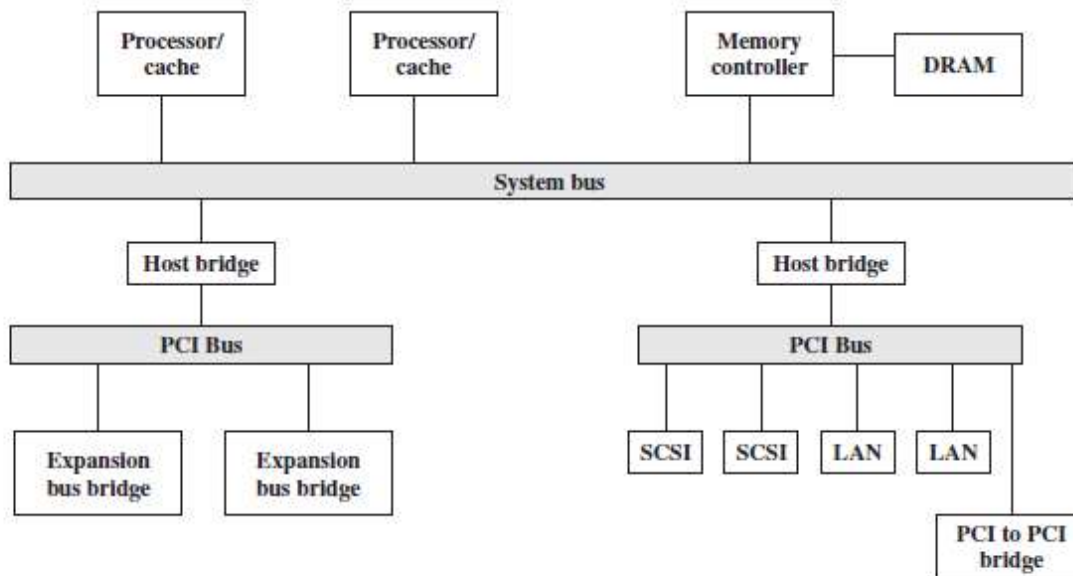 Processor/
cache
Processor/
cache
Memory
controller
DRAM
System bus
Host bridge
Host bridge
PCI Bus
PCI Bus
Expansion
bus bridge
Expansion
bus bridge
SCSI
SCSI
LAN
LAN
PCI to PCI
bridge